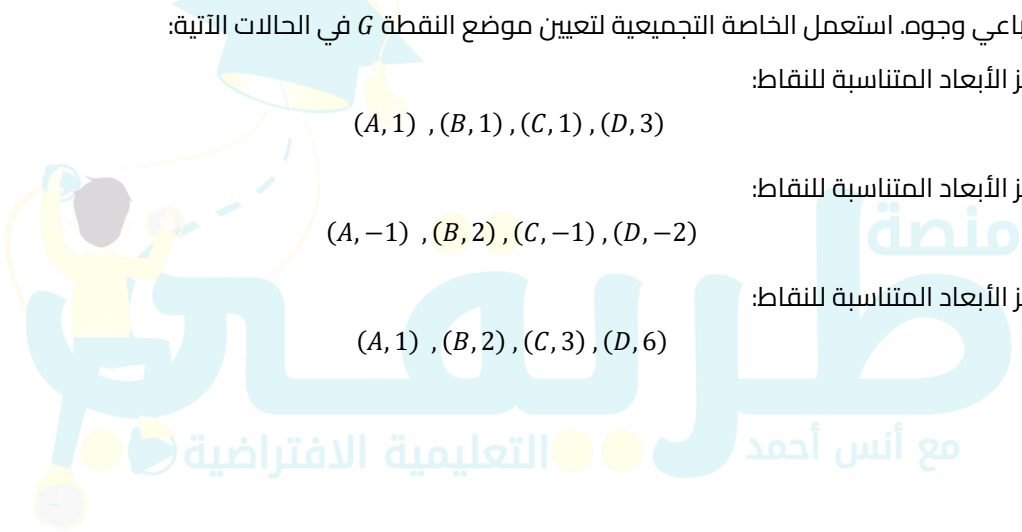 باعي وجوه. استعمل الخاصة التجميعية لتعيين موضع النقطة G في الحالات الآتية:
ز الأبعاد المتناسبة للنقاط:
(A, 1) , (B, 1) , (C, 1) , (D, 3)
ز الأبعاد المتناسبة للنقاط:
(A, −1) , (B, 2) , (C, −1) , (D, −2)
ز الأبعاد المتناسبة للنقاط:
(A, 1) , (B, 2) , (C, 3) , (D, 6)
منصة
طريقي
مع أنس أحمد
التعليمية الافتراضية